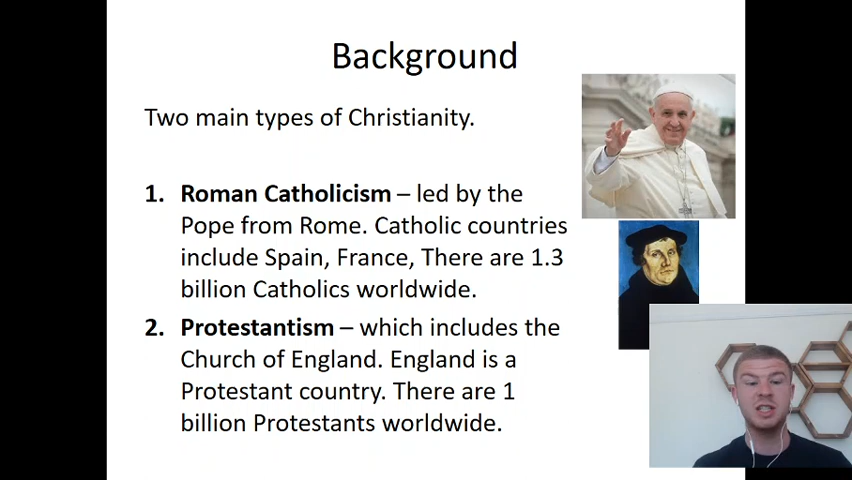 Background
Two main types of Christianity.
1. Roman Catholicism – led by the
Pope from Rome. Catholic countries
include Spain, France, There are 1.3
billion Catholics worldwide.
2. Protestantism – which includes the
Church of England. England is a
Protestant country. There are 1
billion Protestants worldwide.